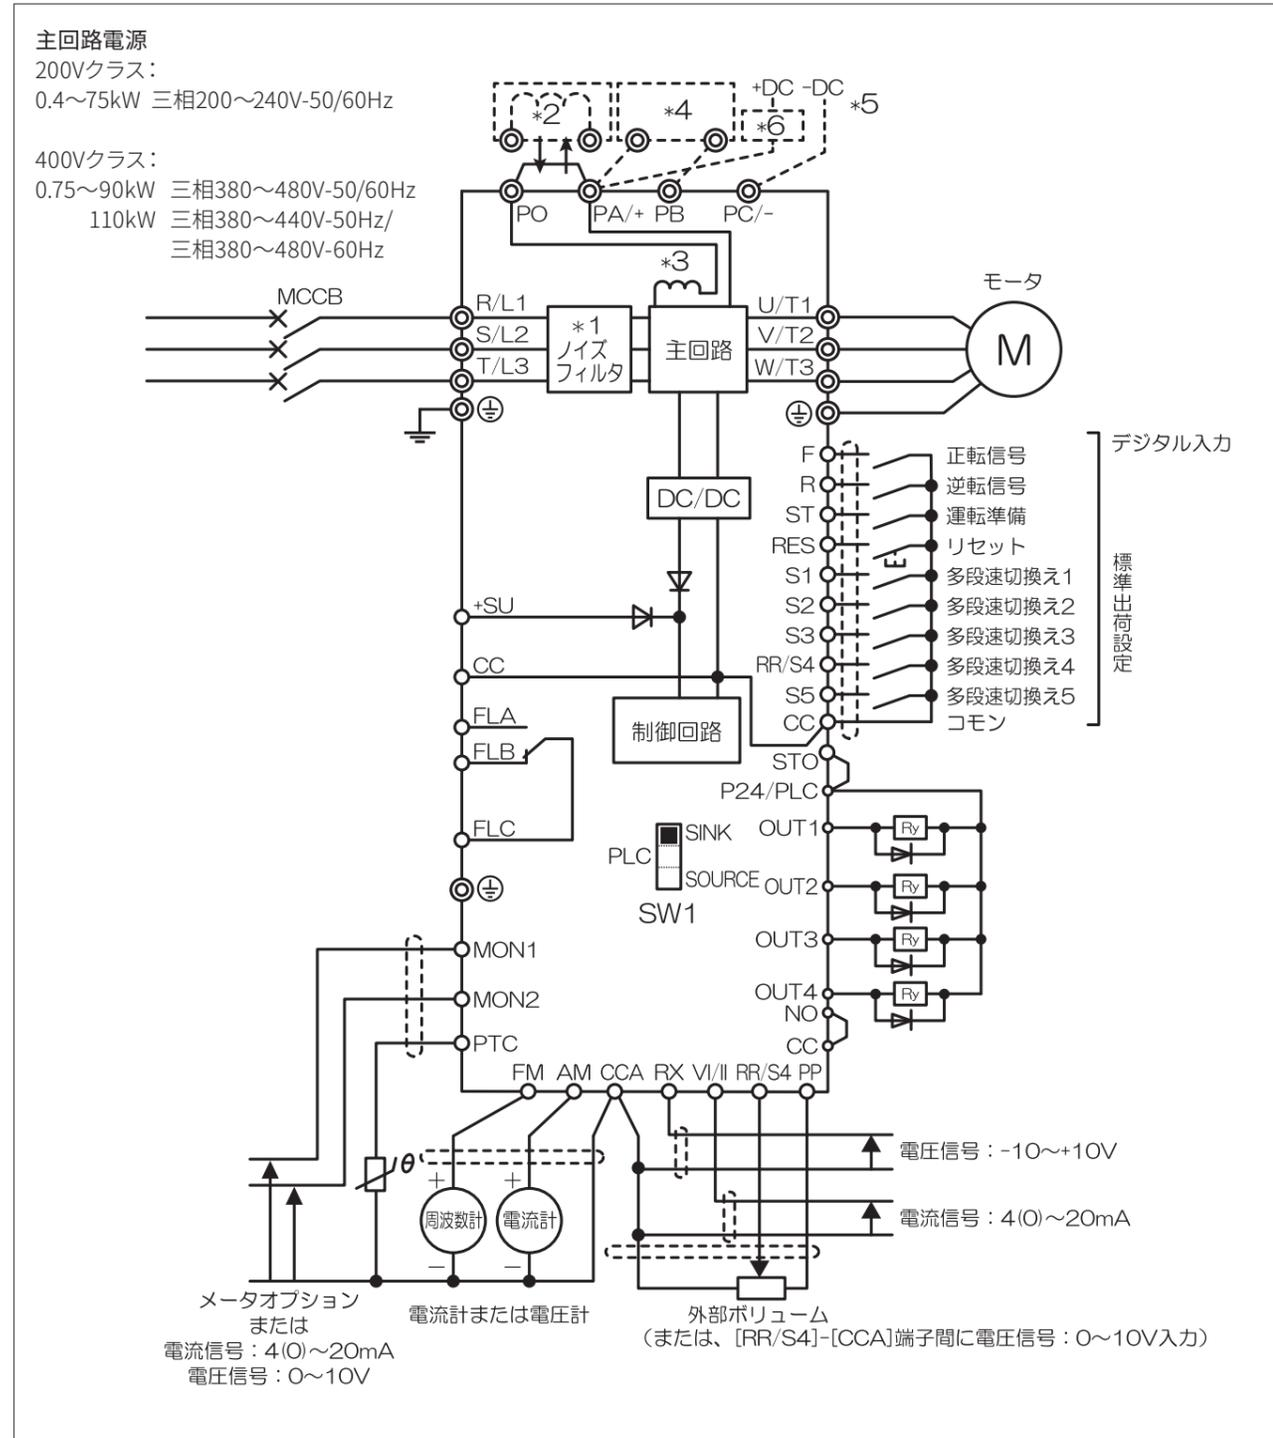 主回路電源
200Vクラス：
0.4～75kW 三相200～240V-50/60Hz
400Vクラス：
0.75～90kW 三相380～480V-50/60Hz
110kW 三相380～440V-50Hz/
三相380～480V-60Hz
*2
*4
+DC -DC
*5
*6
PO
PA/+
PB
PC/-
*3
MCCB
R/L1
S/L2
T/L3
*1
ノイズ
フィルタ
主回路
U/T1
V/T2
W/T3
モータ
M
DC/DC
+SU
CC
FLA
FLB
FLC
制御回路
F
R
ST
RES
S1
S2
S3
RR/S4
S5
CC
正転信号
逆転信号
運転準備
リセット
多段速切換え1
多段速切換え2
多段速切換え3
多段速切換え4
多段速切換え5
コモン
デジタル入力
標準出荷設定
STO
P24/PLC
OUT1
Ry
OUT2
Ry
OUT3
Ry
OUT4
Ry
NO
CC
SINK
PLC
SOURCE
SW1
MON1
MON2
PTC
FM
AM
CCA
RX
VI/II
RR/S4
PP
θ
+
周波数計
−
+
電流計
−
電圧信号：-10～+10V
電流信号：4(0)～20mA
メータオプション
または
電流信号：4(0)～20mA
電圧信号：0～10V
電流計または電圧計
外部ボリューム
（または、[RR/S4]-[CCA]端子間に電圧信号：0～10V入力）